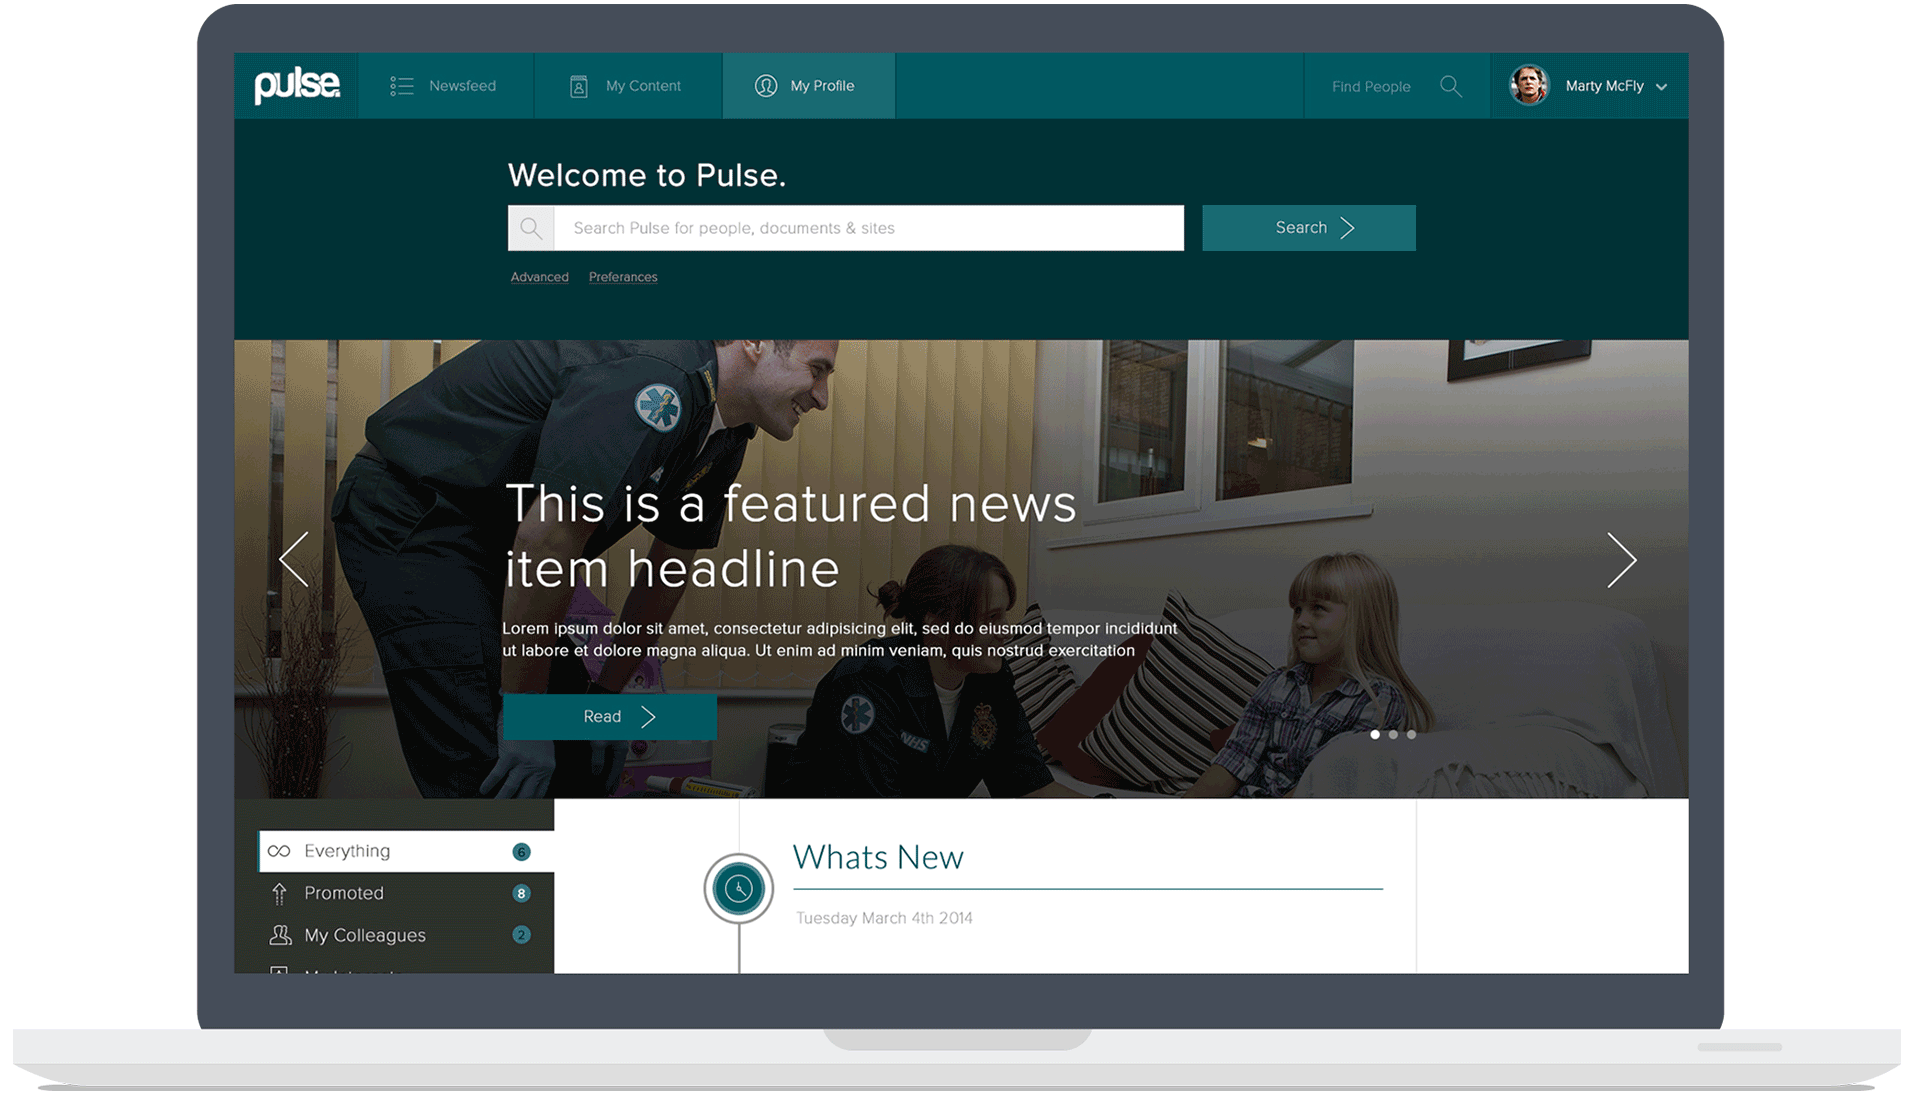 pulse.
Newsfeed
My Content
My Profile
Find People
Marty McFly
Welcome to Pulse.
Search Pulse for people, documents & sites
Search
Advanced
Preferances
This is a featured news
item headline
Lorem ipsum dolor sit amet, consectetur adipisicing elit, sed do eiusmod tempor incididunt
ut labore et dolore magna aliqua. Ut enim ad minim veniam, quis nostrud exercitation
Read
NHS
Everything 6
Promoted 8
My Colleagues 2
Whats New
Tuesday March 4th 2014